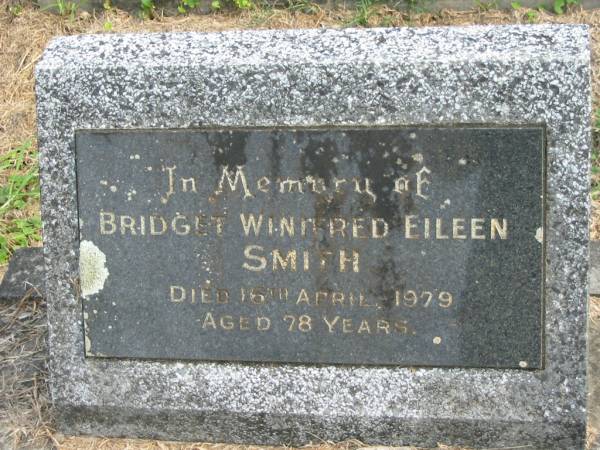 In Memory of
BRIDGET WINIFRED EILEEN
SMITH
DIED 16TH APRIL, 1979
AGED 78 YEARS.